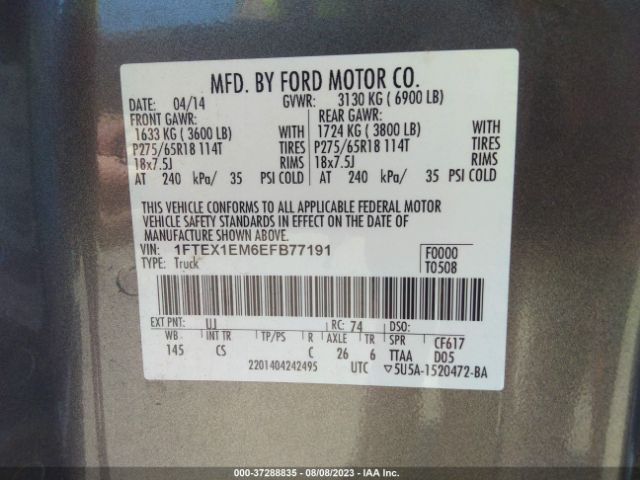 MFD. BY FORD MOTOR CO.
DATE: 04/14 GVWR: 3130 KG ( 6900 LB)
FRONT GAWR: REAR GAWR:
1633 KG ( 3600 LB) WITH 1724 KG ( 3800 LB) WITH
P275/65R18 114T TIRES P275/65R18 114T TIRES
18x7.5J RIMS 18x7.5J RIMS
AT 240 kPa/ 35 PSI COLD AT 240 kPa/ 35 PSI COLD
THIS VEHICLE CONFORMS TO ALL APPLICABLE FEDERAL MOTOR
VEHICLE SAFETY STANDARDS IN EFFECT ON THE DATE OF
MANUFACTURE SHOWN ABOVE.
VIN: 1FTEX1EM6EFB77191 F0000
TYPE: Truck T0508
EXT PNT: UJ RC: 74 DSO:
WB INT TR TP/PS R AXLE TR SPR CF617
145 CS C 26 6 TTAA D05
2201404242495 UTC ▽5U5A-1520472-BA
000-37288835 - 08/08/2023 - IAA Inc.